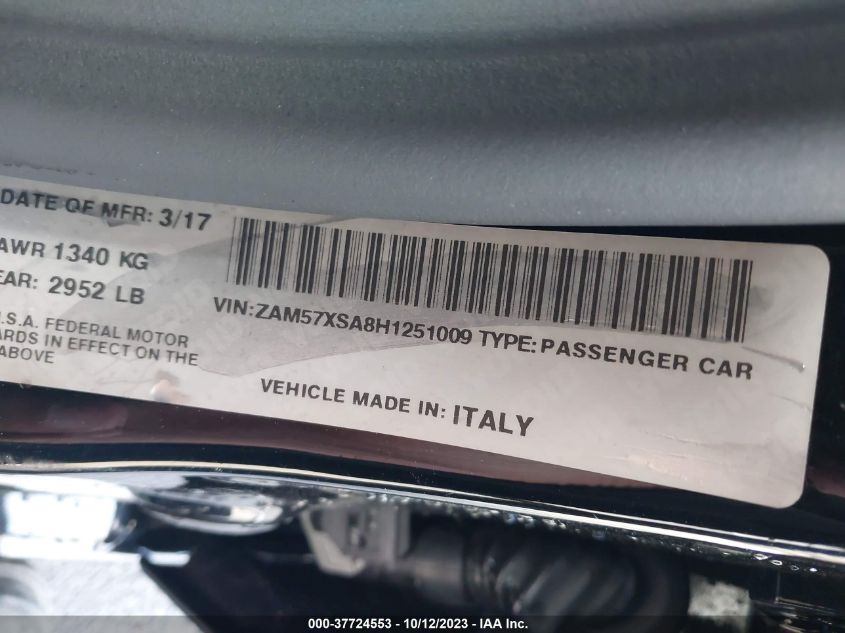 DATE OF MFR: 3/17
AWR 1340 KG
EAR: 2952 LB
VIN:ZAM57XSA8H1251009 TYPE:PASSENGER CAR
.S.A. FEDERAL MOTOR
ARDS IN EFFECT ON THE
ABOVE
VEHICLE MADE IN: ITALY
000-37724553 - 10/12/2023 - IAA Inc.